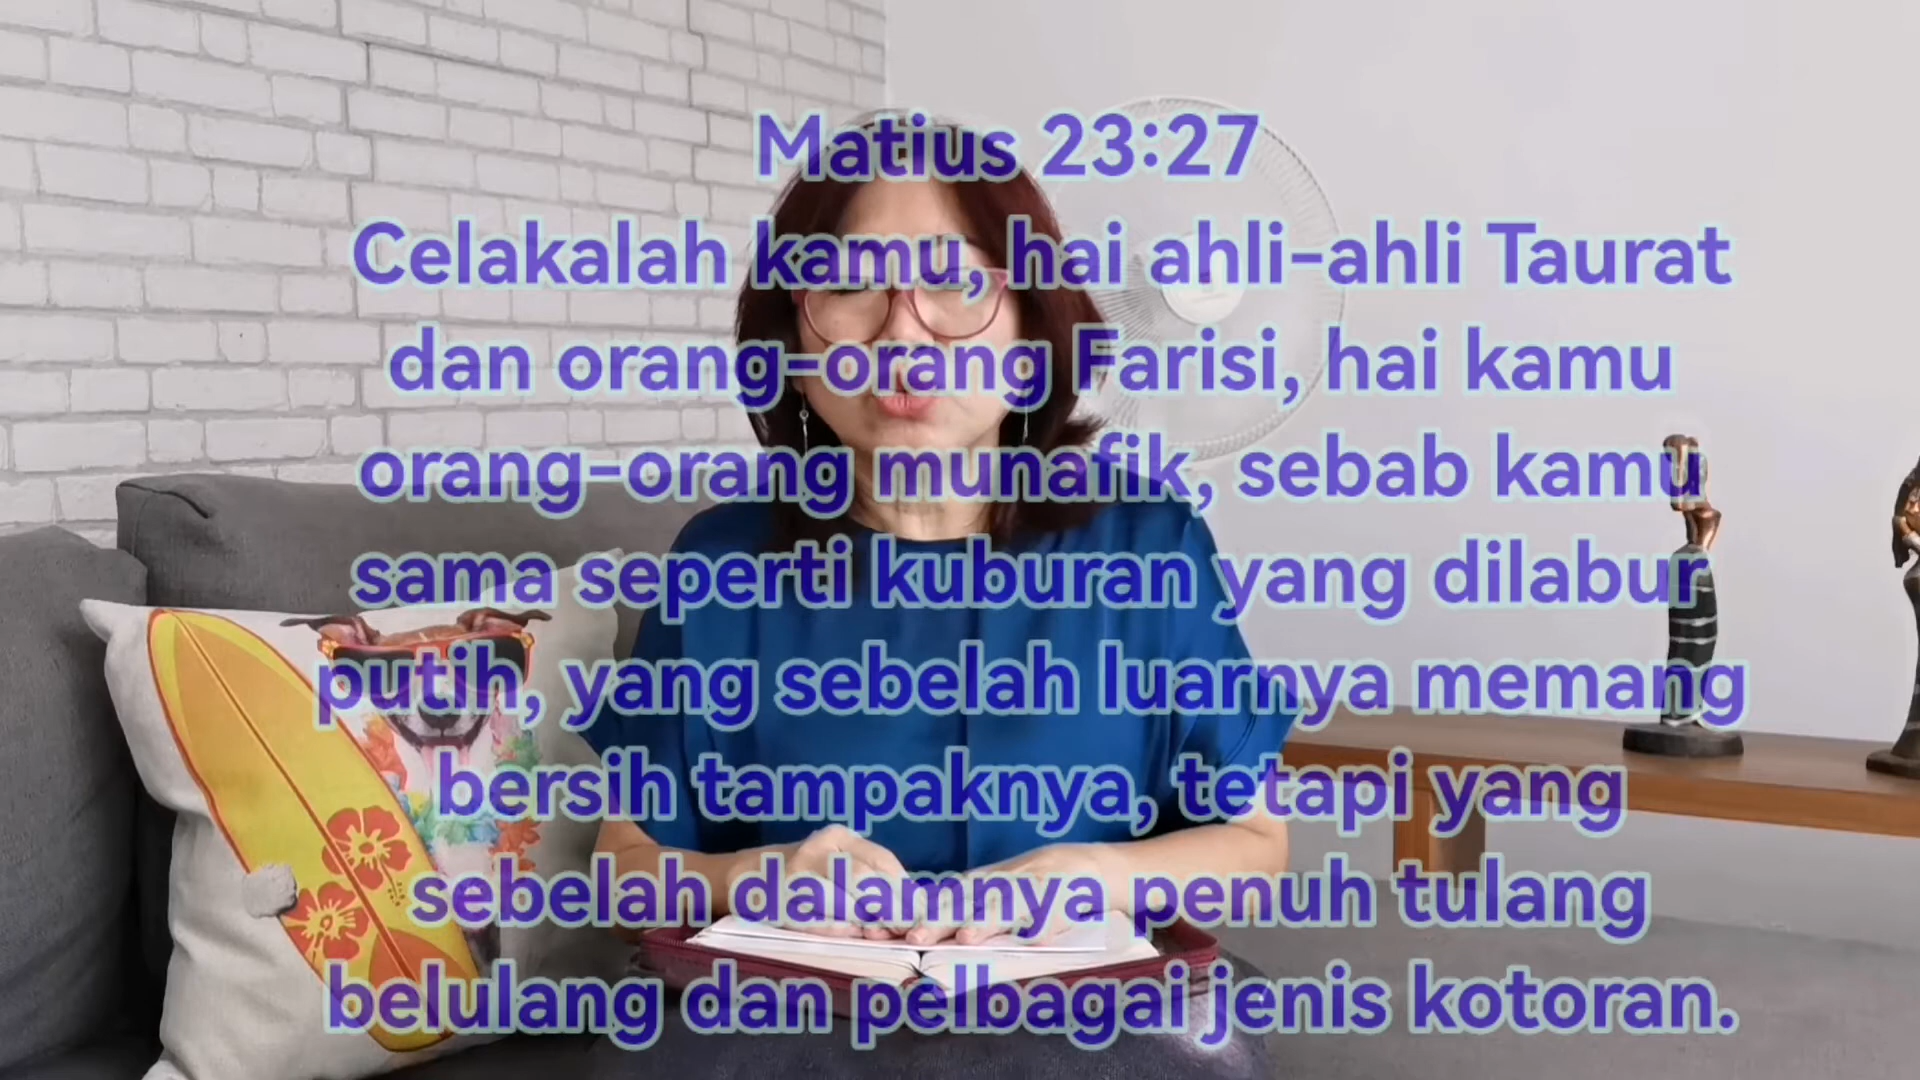 Matius 23:27
Celakalah kamu, hai ahli-ahli Taurat
dan orang-orang Farisi, hai kamu
orang-orang munafik, sebab kamu
sama seperti kuburan yang dilabur
putih, yang sebelah luarnya memang
bersih tampaknya, tetapi yang
sebelah dalamnya penuh tulang
belulang dan pelbagai jenis kotoran.